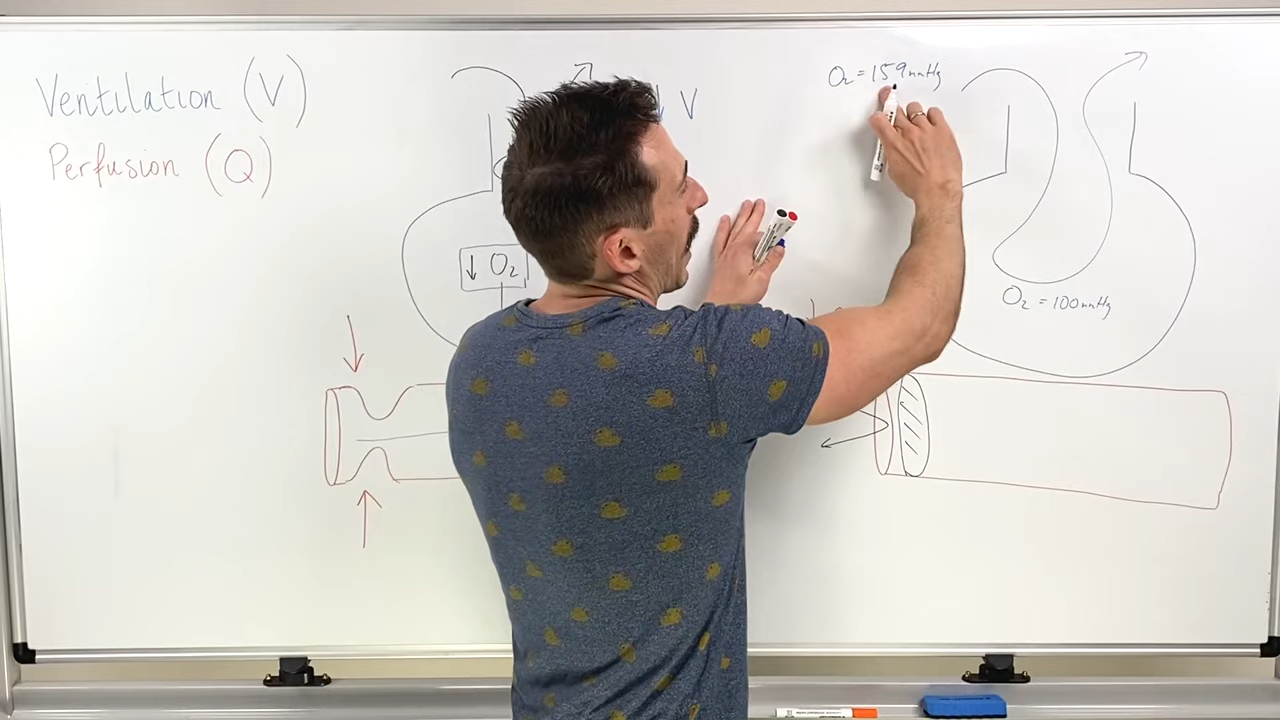 Ventilation (V)
Perfusion (Q)
↓ V
↓ O₂
O₂ = 159 mmHg
O₂ = 100 mmHg